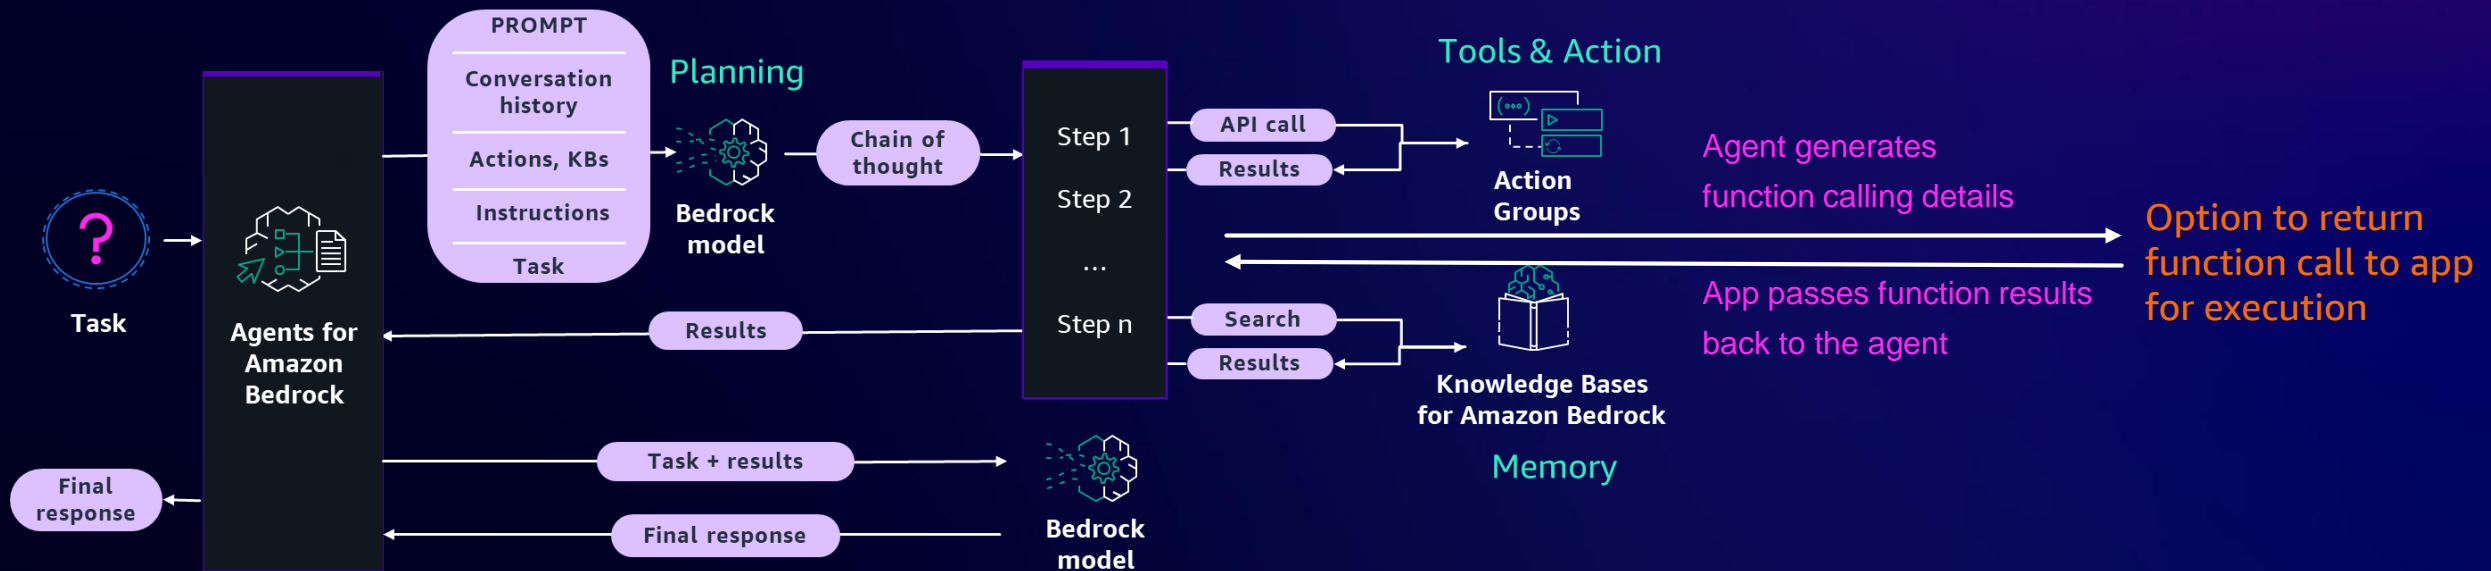 Task
Agents for
Amazon
Bedrock
Final
response
PROMPT
Conversation
history
Actions, KBs
Instructions
Task
Planning
Bedrock
model
Chain of
thought
Results
Task + results
Final response
Bedrock
model
Step 1
Step 2
...
Step n
API call
Results
Search
Results
Tools & Action
Action
Groups
Knowledge Bases
for Amazon Bedrock
Memory
Agent generates
function calling details
App passes function results
back to the agent
Option to return
function call to app
for execution